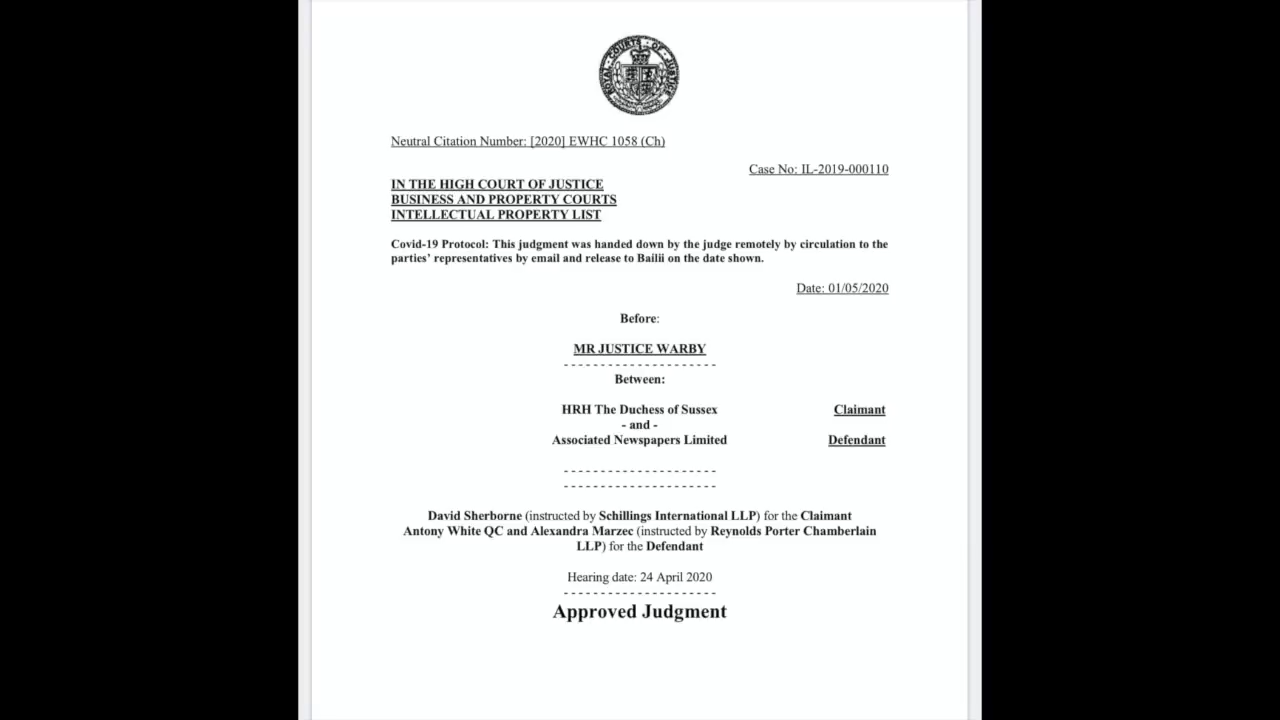 ROYAL · COURTS · OF · JUSTICE
Neutral Citation Number: [2020] EWHC 1058 (Ch)
Case No: IL-2019-000110
IN THE HIGH COURT OF JUSTICE
BUSINESS AND PROPERTY COURTS
INTELLECTUAL PROPERTY LIST
Covid-19 Protocol: This judgment was handed down by the judge remotely by circulation to the
parties’ representatives by email and release to Bailii on the date shown.
Date: 01/05/2020
Before:
MR JUSTICE WARBY
- - - - - - - - - - - - - - - - - - - - -
Between:
HRH The Duchess of Sussex Claimant
- and -
Associated Newspapers Limited Defendant
- - - - - - - - - - - - - - - - - - - - -
- - - - - - - - - - - - - - - - - - - - -
David Sherborne (instructed by Schillings International LLP) for the Claimant
Antony White QC and Alexandra Marzec (instructed by Reynolds Porter Chamberlain
LLP) for the Defendant
Hearing date: 24 April 2020
- - - - - - - - - - - - - - - - - - - - -
Approved Judgment